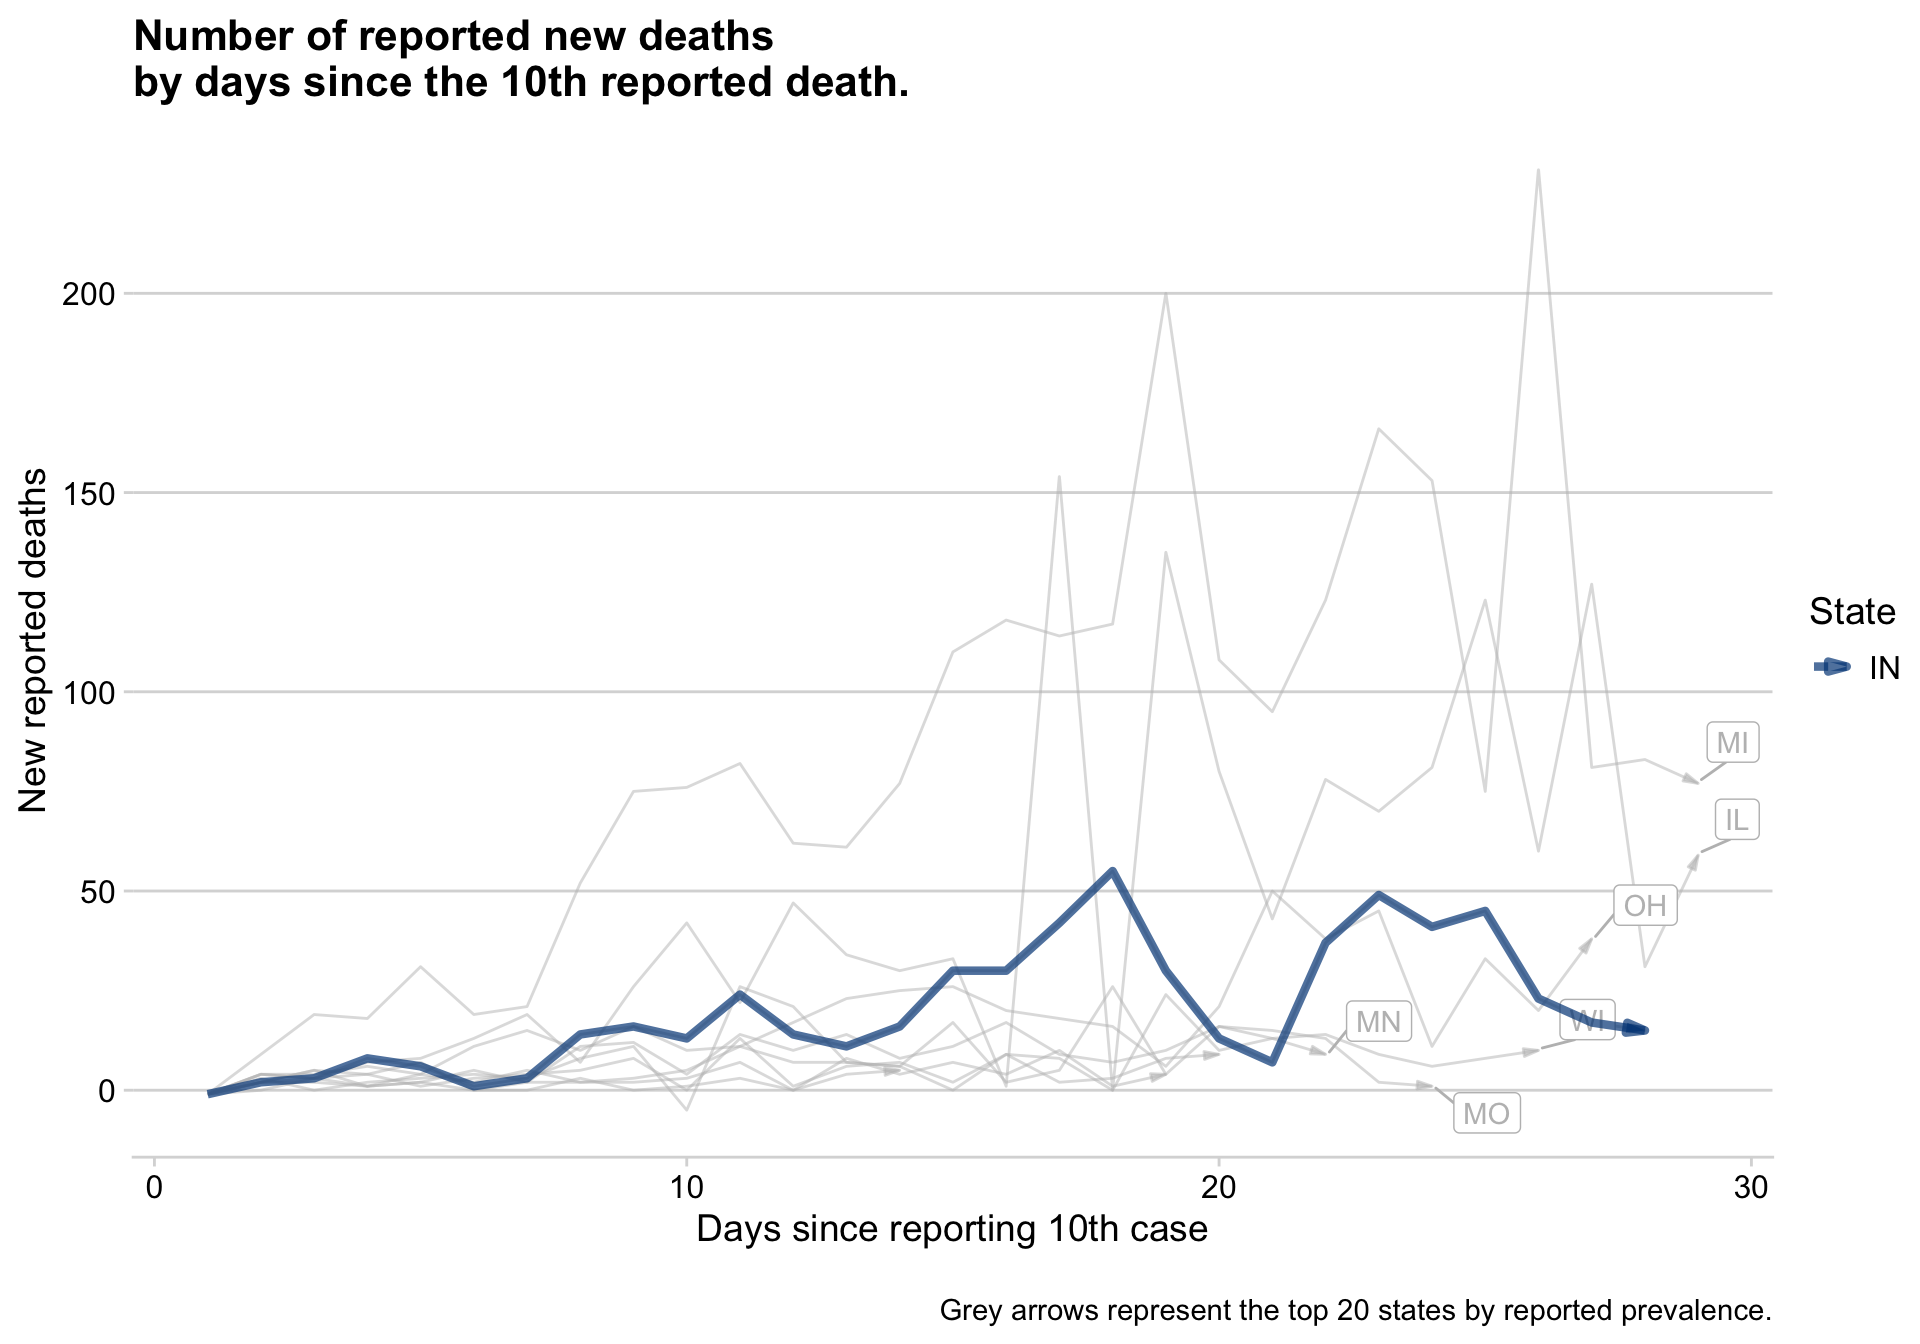 Number of reported new deaths
by days since the 10th reported death.
New reported deaths
200
150
100
50
0
0
10
20
30
Days since reporting 10th case
MI
IL
OH
MN
WI
MO
State
IN
Grey arrows represent the top 20 states by reported prevalence.